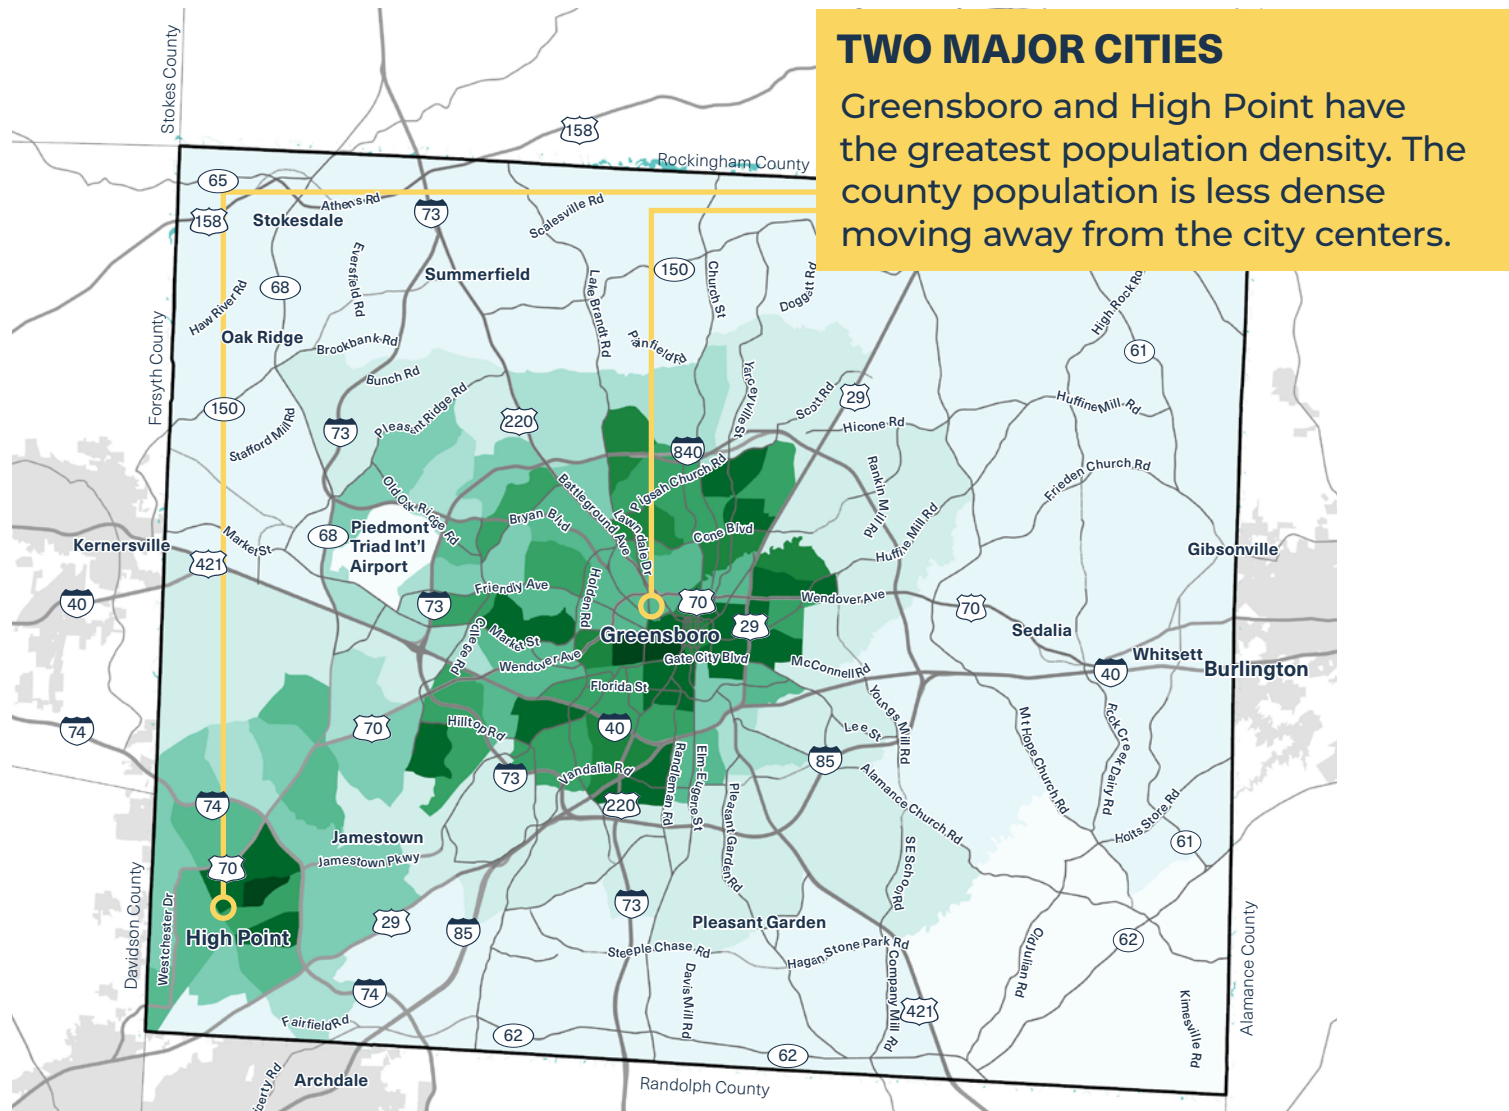 TWO MAJOR CITIES
Greensboro and High Point have
the greatest population density. The
county population is less dense
moving away from the city centers.
Stokes County
158
Rockingham County
65
Athens Rd
158
Stokesdale
73
Scalesville Rd
Eversfield Rd
Summerfield
150
Church St
Doggett Rd
68
Haw River Rd
Lake Brandt Rd
High Rock Rd
Oak Ridge
Brookbank Rd
Panfield Rd
61
Forsyth County
Bunch Rd
Yanceyville St
Scott Rd
29
Huffine Mill Rd
150
Pleasant Ridge Rd
220
Stafford Mill Rd
73
Hicone Rd
840
Pigsah Church Rd
Rankin Mill Rd
Frieden Church Rd
Old Oak Ridge Rd
Battleground Ave
Lawndale Dr
Bryan Blvd
Cone Blvd
Huffine Mill Rd
68
Piedmont
Triad Int'l
Airport
Market St
Kernersville
421
Gibsonville
40
73
Friendly Ave
Holden Rd
70
Wendover Ave
70
29
Sedalia
College Rd
Market St
Greensboro
Wendover Ave
Gate City Blvd
McConnell Rd
Whitsett
40
Burlington
Florida St
Youngs Mill Rd
74
70
Hilltop Rd
40
Lee St
Mt Hope Church Rd
Rock Creek Dairy Rd
73
Vandalia Rd
Randleman Rd
Elm-Eugene St
85
Alamance Church Rd
74
220
Pleasant Garden Rd
Holts Store Rd
Jamestown
61
Jamestown Pkwy
SE School Rd
70
Davidson County
Westchester Dr
73
29
85
Pleasant Garden
High Point
Steeple Chase Rd
Hagan Stone Park Rd
62
Old Julian Rd
Alamance County
74
Davis Mill Rd
Company Mill Rd
421
Kimesville Rd
Fairfield Rd
62
62
Archdale
Randolph County